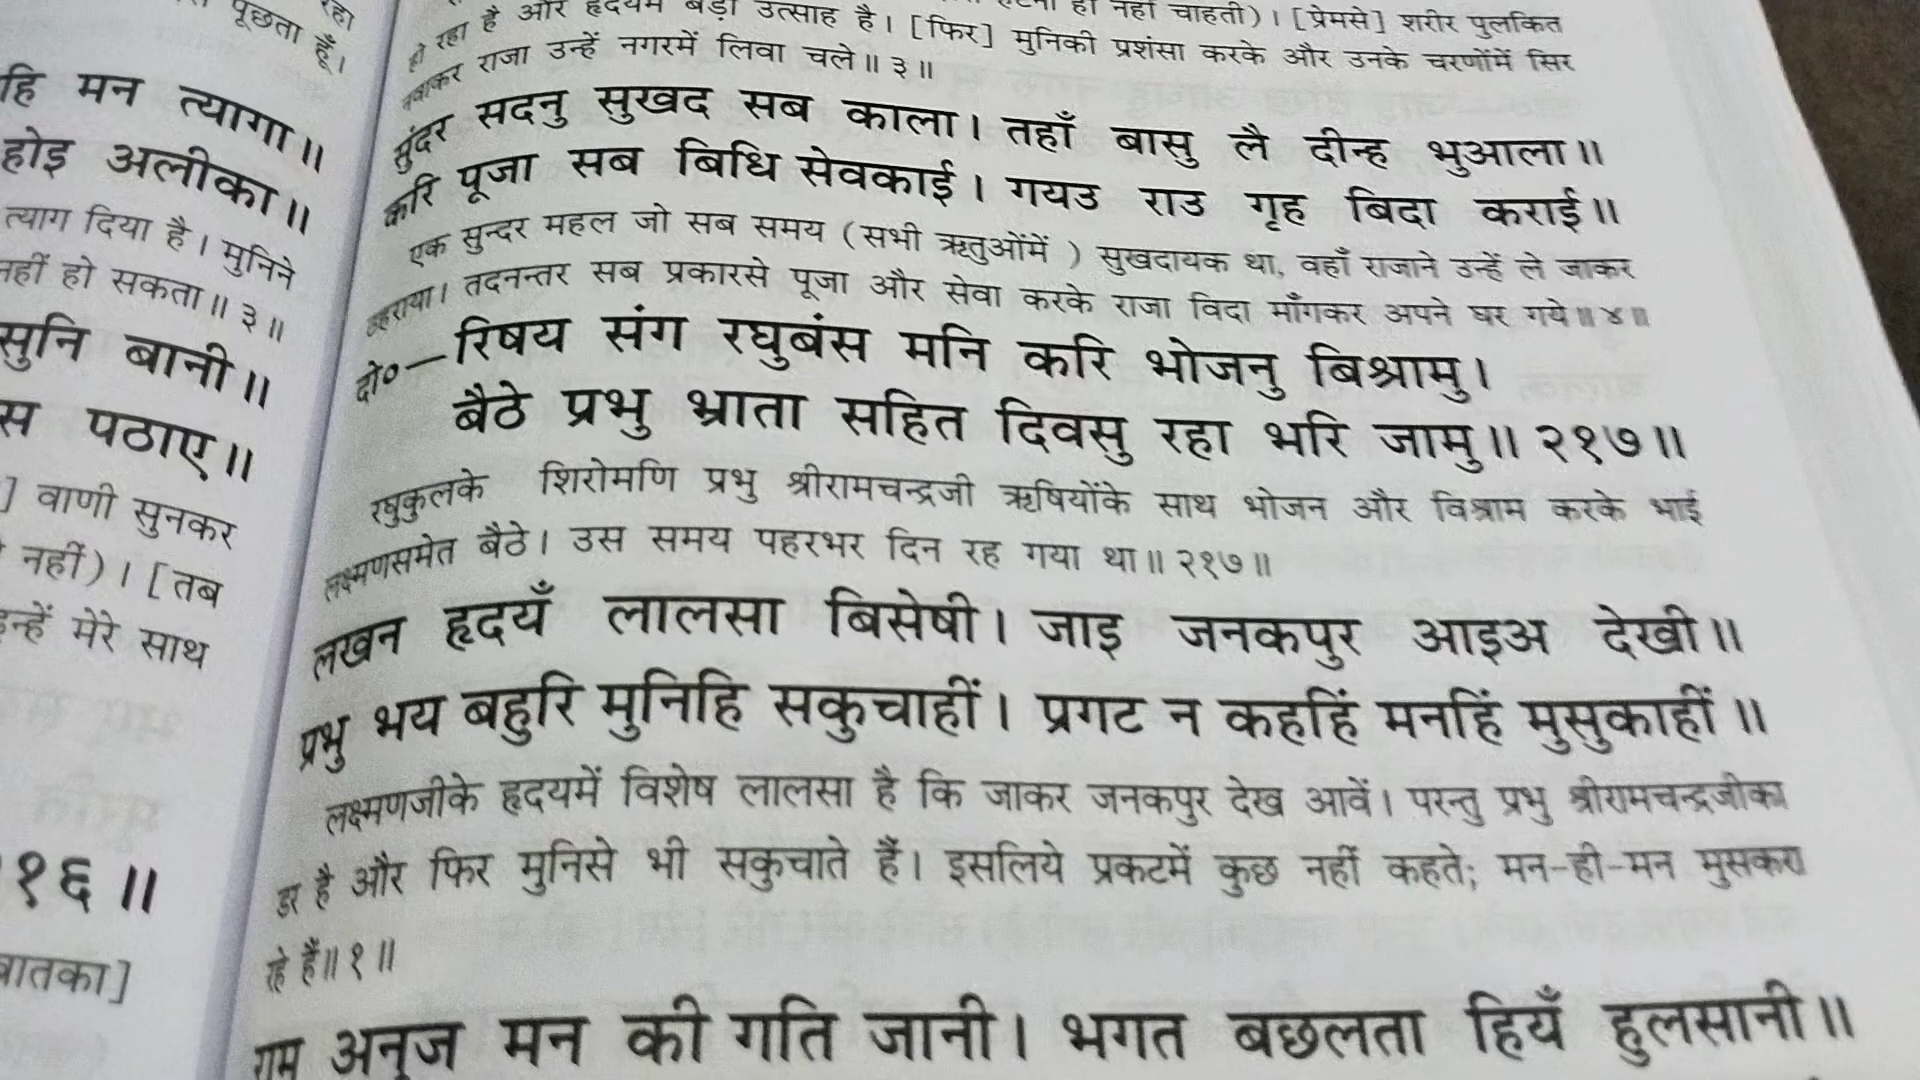 रहा
पूछता हूँ।
हि मन त्यागा॥
होइ अलीका॥
त्याग दिया है। मुनिने
नहीं हो सकता॥ ३॥
सुनि बानी॥
स पठाए॥
] वाणी सुनकर
नहीं)। [तब
इन्हें मेरे साथ
१६॥
बातका]
हो रहा है और हृदयमें बड़ा उत्साह है। [फिर] मुनिकी प्रशंसा करके और उनके चरणोंमें सिर
नवाकर राजा उन्हें नगरमें लिवा चले॥ ३॥
सुंदर सदनु सुखद सब काला। तहाँ बासु लै दीन्ह भुआला॥
करि पूजा सब बिधि सेवकाई। गयउ राउ गृह बिदा कराई॥
एक सुन्दर महल जो सब समय (सभी ऋतुओंमें ) सुखदायक था, वहाँ राजाने उन्हें ले जाकर
ठहराया। तदनन्तर सब प्रकारसे पूजा और सेवा करके राजा विदा माँगकर अपने घर गये॥ ४॥
दो०—रिषय संग रघुबंस मनि करि भोजनु बिश्रामु।
बैठे प्रभु भ्राता सहित दिवसु रहा भरि जामु॥ २१७॥
रघुकुलके शिरोमणि प्रभु श्रीरामचन्द्रजी ऋषियोंके साथ भोजन और विश्राम करके भाई
लक्ष्मणसमेत बैठे। उस समय पहरभर दिन रह गया था॥ २१७॥
लखन हृदयँ लालसा बिसेषी। जाइ जनकपुर आइअ देखी॥
प्रभु भय बहुरि मुनिहि सकुचाहीं। प्रगट न कहहिं मनहिं मुसुकाहीं॥
लक्ष्मणजीके हृदयमें विशेष लालसा है कि जाकर जनकपुर देख आवें। परन्तु प्रभु श्रीरामचन्द्रजीका
डर है और फिर मुनिसे भी सकुचाते हैं। इसलिये प्रकटमें कुछ नहीं कहते; मन-ही-मन मुसकरा
रहे हैं॥ १॥
राम अनुज मन की गति जानी। भगत बछलता हियँ हुलसानी॥